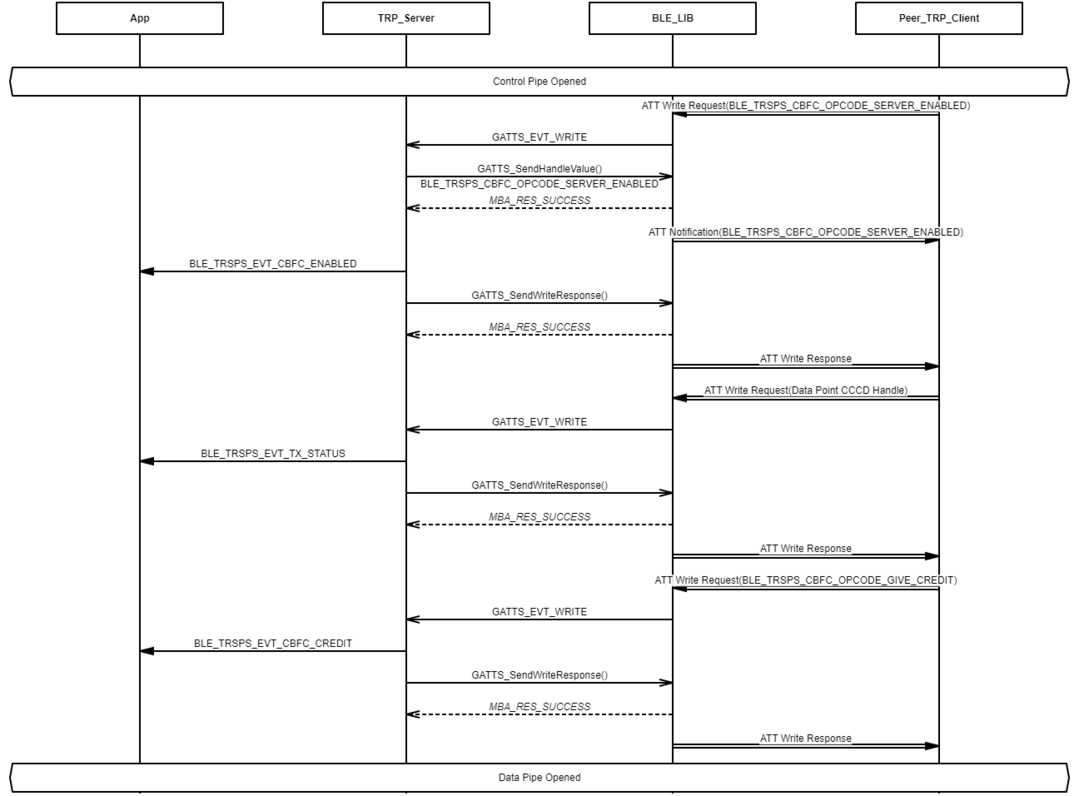 App
TRP_Server
BLE_LIB
Peer_TRP_Client
Control Pipe Opened
ATT Write Request(BLE_TRSPS_CBFC_OPCODE_SERVER_ENABLED)
GATTS_EVT_WRITE
GATTS_SendHandleValue()
BLE_TRSPS_CBFC_OPCODE_SERVER_ENABLED
MBA_RES_SUCCESS
ATT Notification(BLE_TRSPS_CBFC_OPCODE_SERVER_ENABLED)
BLE_TRSPS_EVT_CBFC_ENABLED
GATTS_SendWriteResponse()
MBA_RES_SUCCESS
ATT Write Response
ATT Write Request(Data Point CCCD Handle)
GATTS_EVT_WRITE
BLE_TRSPS_EVT_TX_STATUS
GATTS_SendWriteResponse()
MBA_RES_SUCCESS
ATT Write Response
ATT Write Request(BLE_TRSPS_CBFC_OPCODE_GIVE_CREDIT)
GATTS_EVT_WRITE
BLE_TRSPS_EVT_CBFC_CREDIT
GATTS_SendWriteResponse()
MBA_RES_SUCCESS
ATT Write Response
Data Pipe Opened